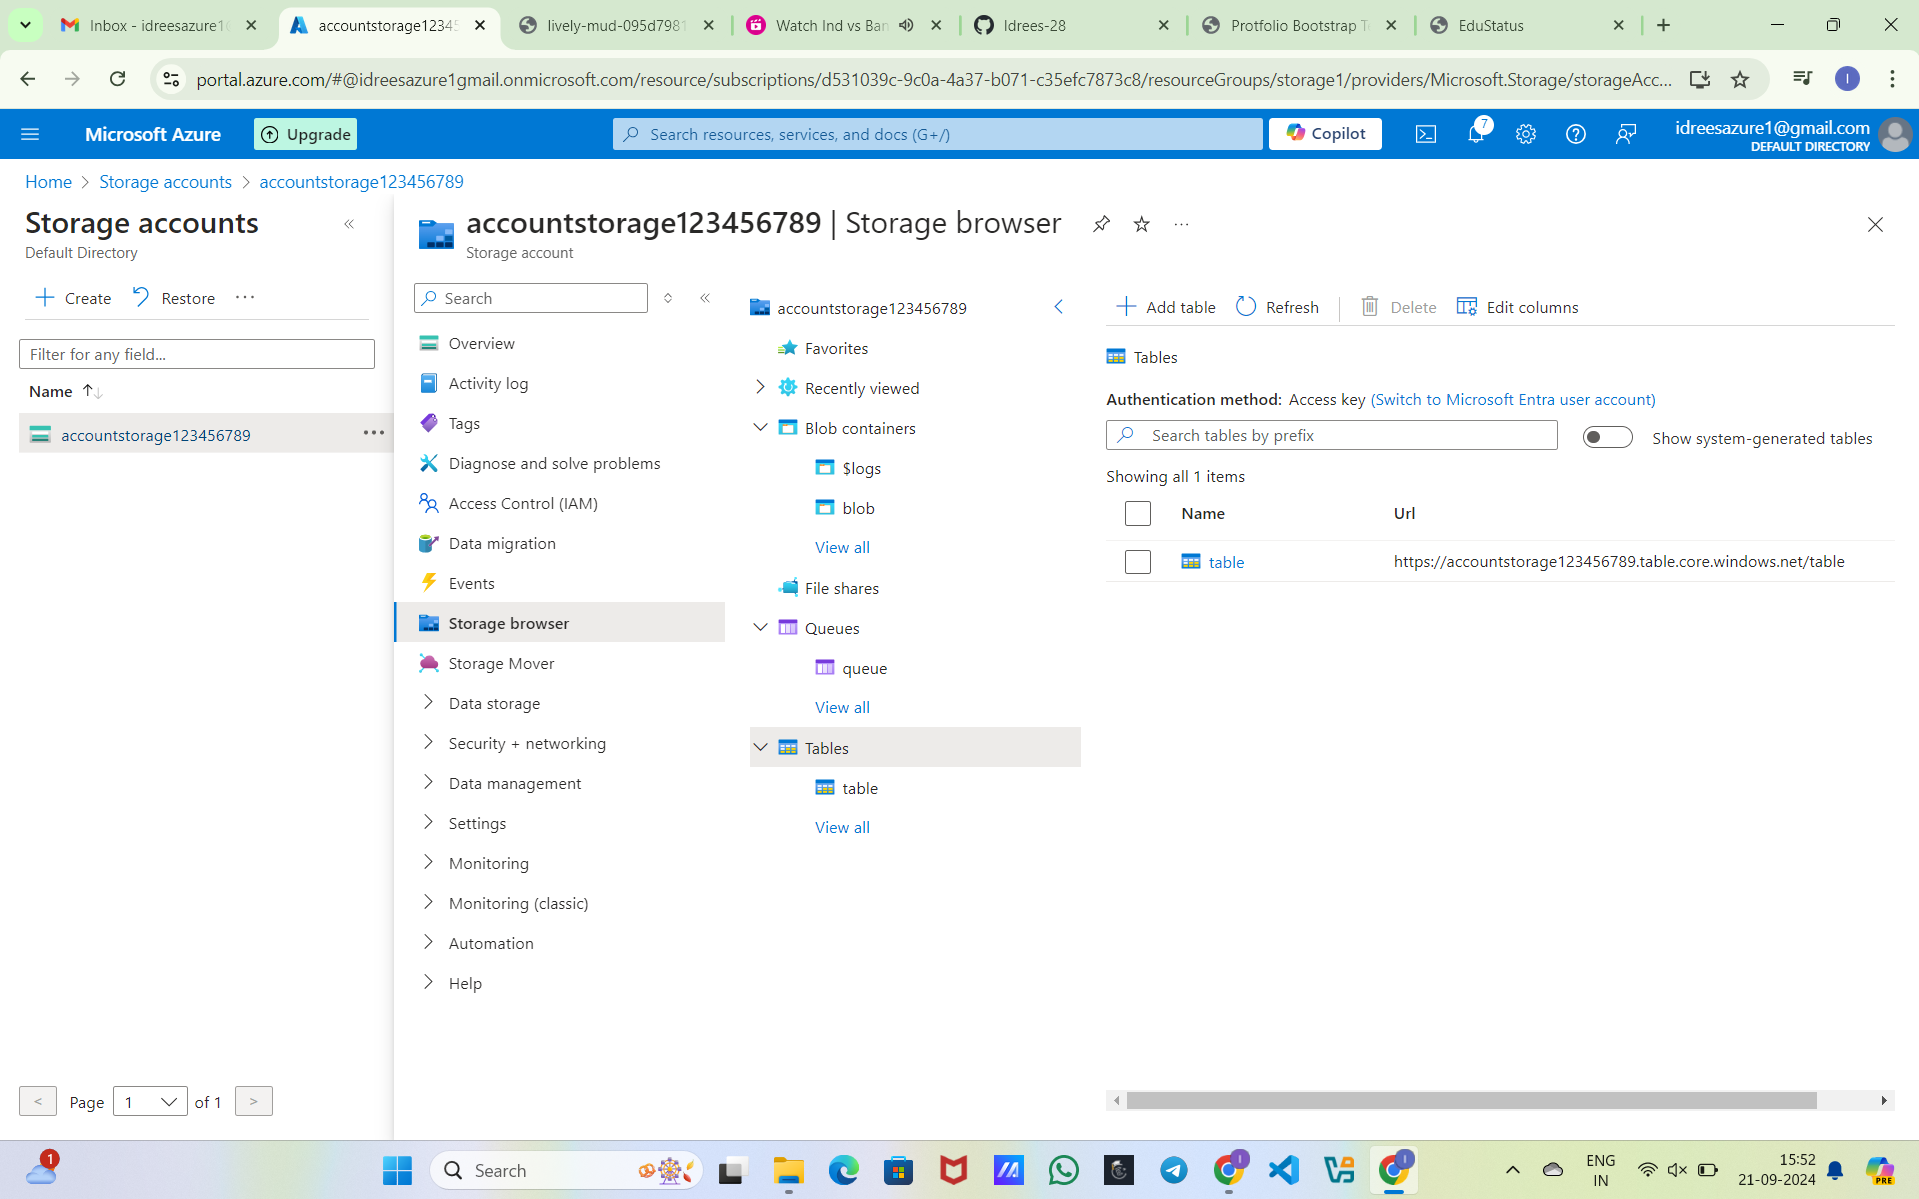 Inbox - idreesazure16
accountstorage12345
lively-mud-095d7981
Watch Ind vs Ban
Idrees-28
Protfolio Bootstrap Te
EduStatus
portal.azure.com/#@idreesazure1gmail.onmicrosoft.com/resource/subscriptions/d531039c-9c0a-4a37-b071-c35efc7873c8/resourceGroups/storage1/providers/Microsoft.Storage/storageAcc...
I
Microsoft Azure
Upgrade
Search resources, services, and docs (G+/)
Copilot
7
idreesazure1@gmail.com
DEFAULT DIRECTORY
Home > Storage accounts > accountstorage123456789
Storage accounts
Default Directory
Create
Restore
...
Filter for any field...
Name
accountstorage123456789
...
< Page 1 of 1 >
accountstorage123456789 | Storage browser
...
Storage account
Search
Overview
Activity log
Tags
Diagnose and solve problems
Access Control (IAM)
Data migration
Events
Storage browser
Storage Mover
Data storage
Security + networking
Data management
Settings
Monitoring
Monitoring (classic)
Automation
Help
accountstorage123456789
Favorites
Recently viewed
Blob containers
$logs
blob
View all
File shares
Queues
queue
View all
Tables
table
View all
Add table
Refresh
Delete
Edit columns
Tables
Authentication method: Access key (Switch to Microsoft Entra user account)
Search tables by prefix
Show system-generated tables
Showing all 1 items
Name Url
table https://accountstorage123456789.table.core.windows.net/table
1
Search
I
I
ENG
IN
15:52
21-09-2024
PRE